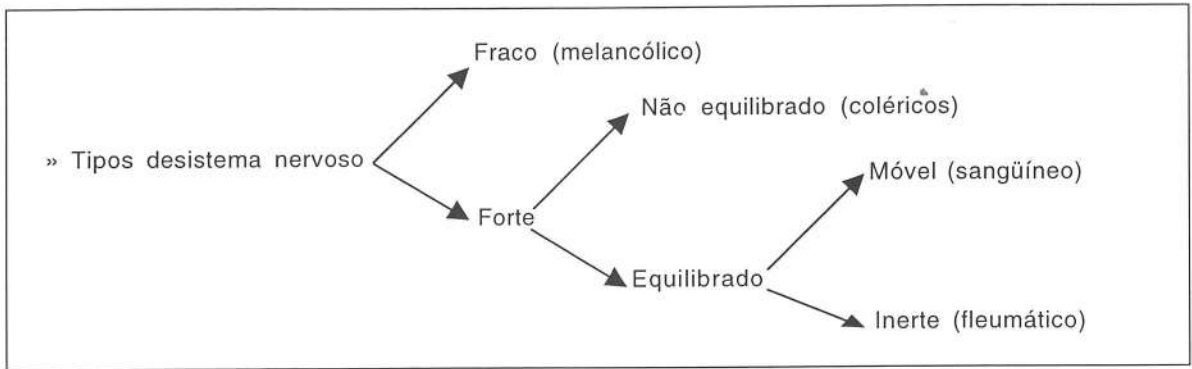 Fraco (melancólico)
Não equilibrado (coléricos)
» Tipos desistema nervoso
Móvel (sangüíneo)
Forte
Equilibrado
Inerte (fleumático)